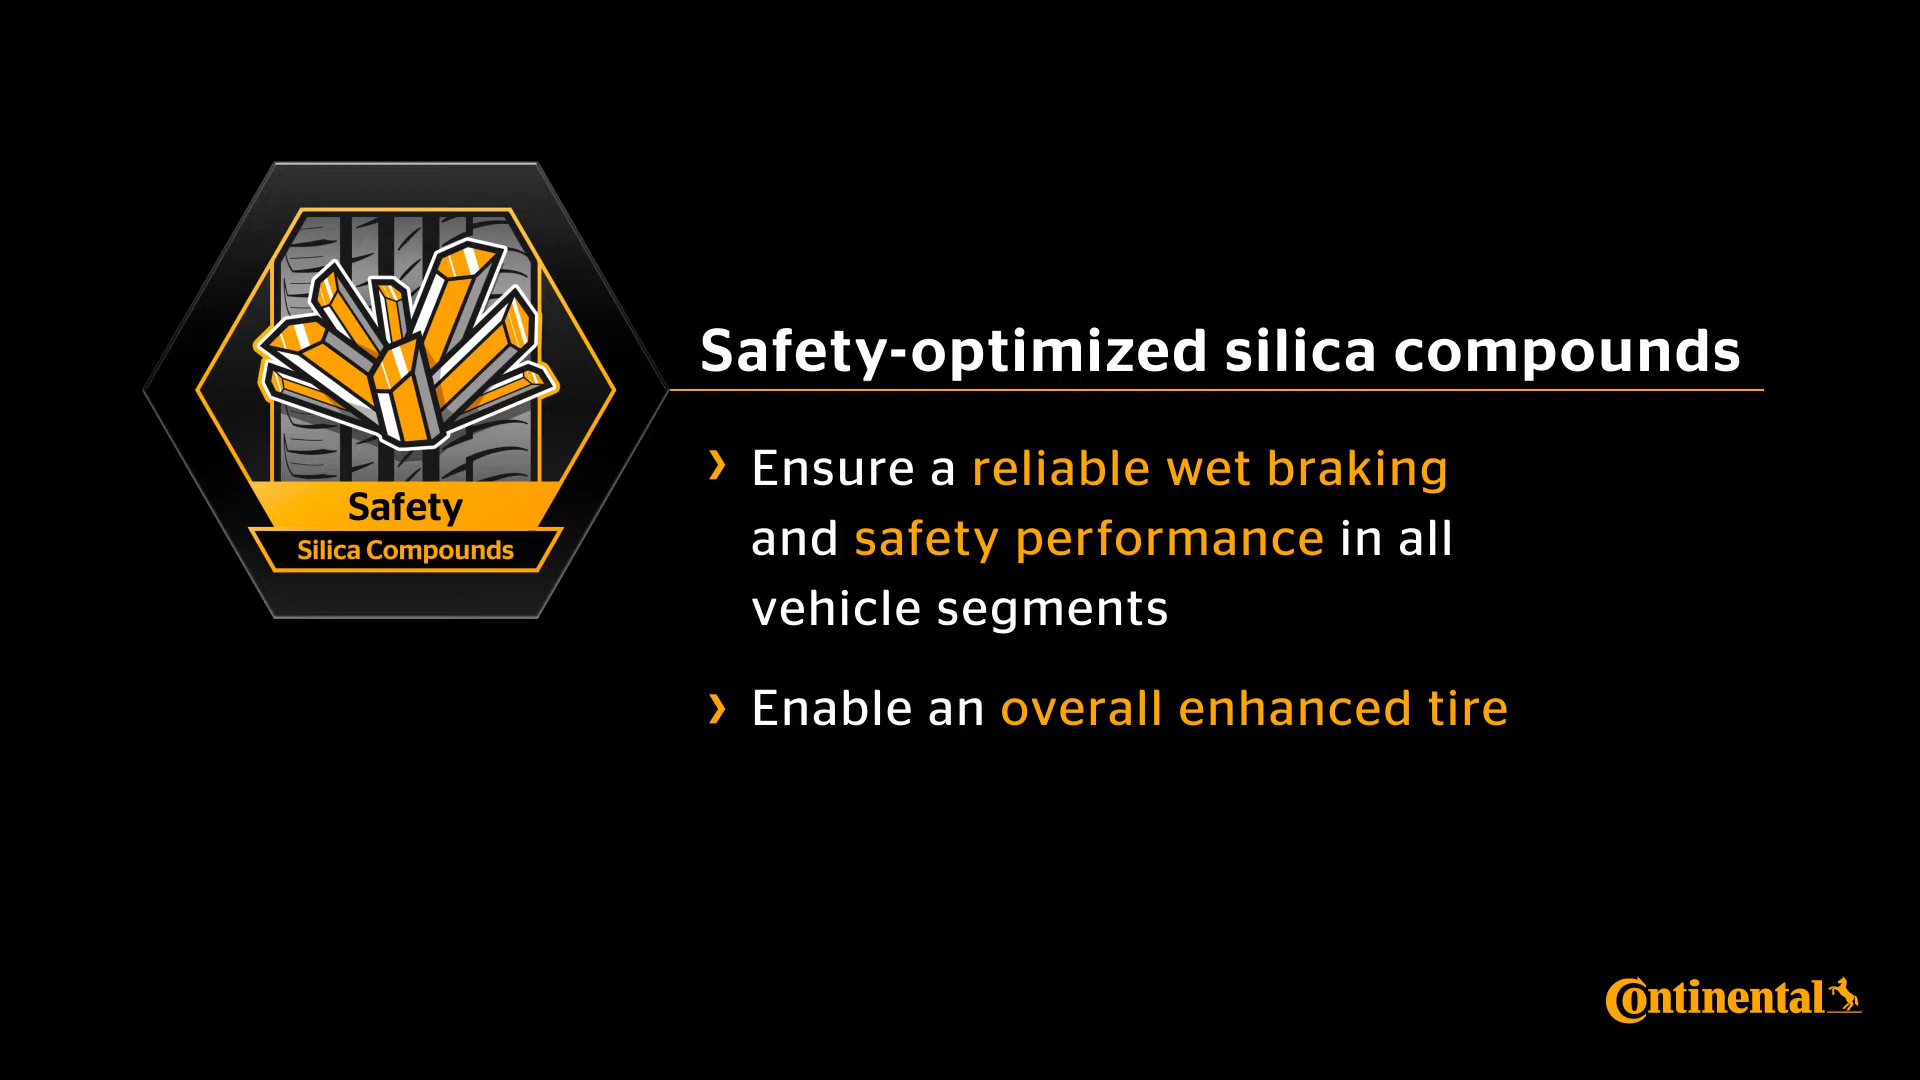 Safety-optimized silica compounds
❯ Ensure a reliable wet braking
and safety performance in all
vehicle segments
❯ Enable an overall enhanced tire
Safety
Silica Compounds
Continental